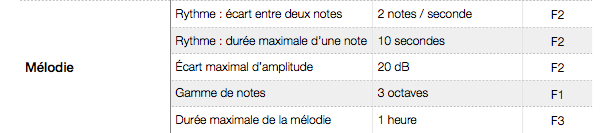 Rythme : écart entre deux notes 2 notes / seconde F2
Rythme : durée maximale d'une note 10 secondes F2
Mélodie Écart maximal d'amplitude 20 dB F2
Gamme de notes 3 octaves F1
Durée maximale de la mélodie 1 heure F3